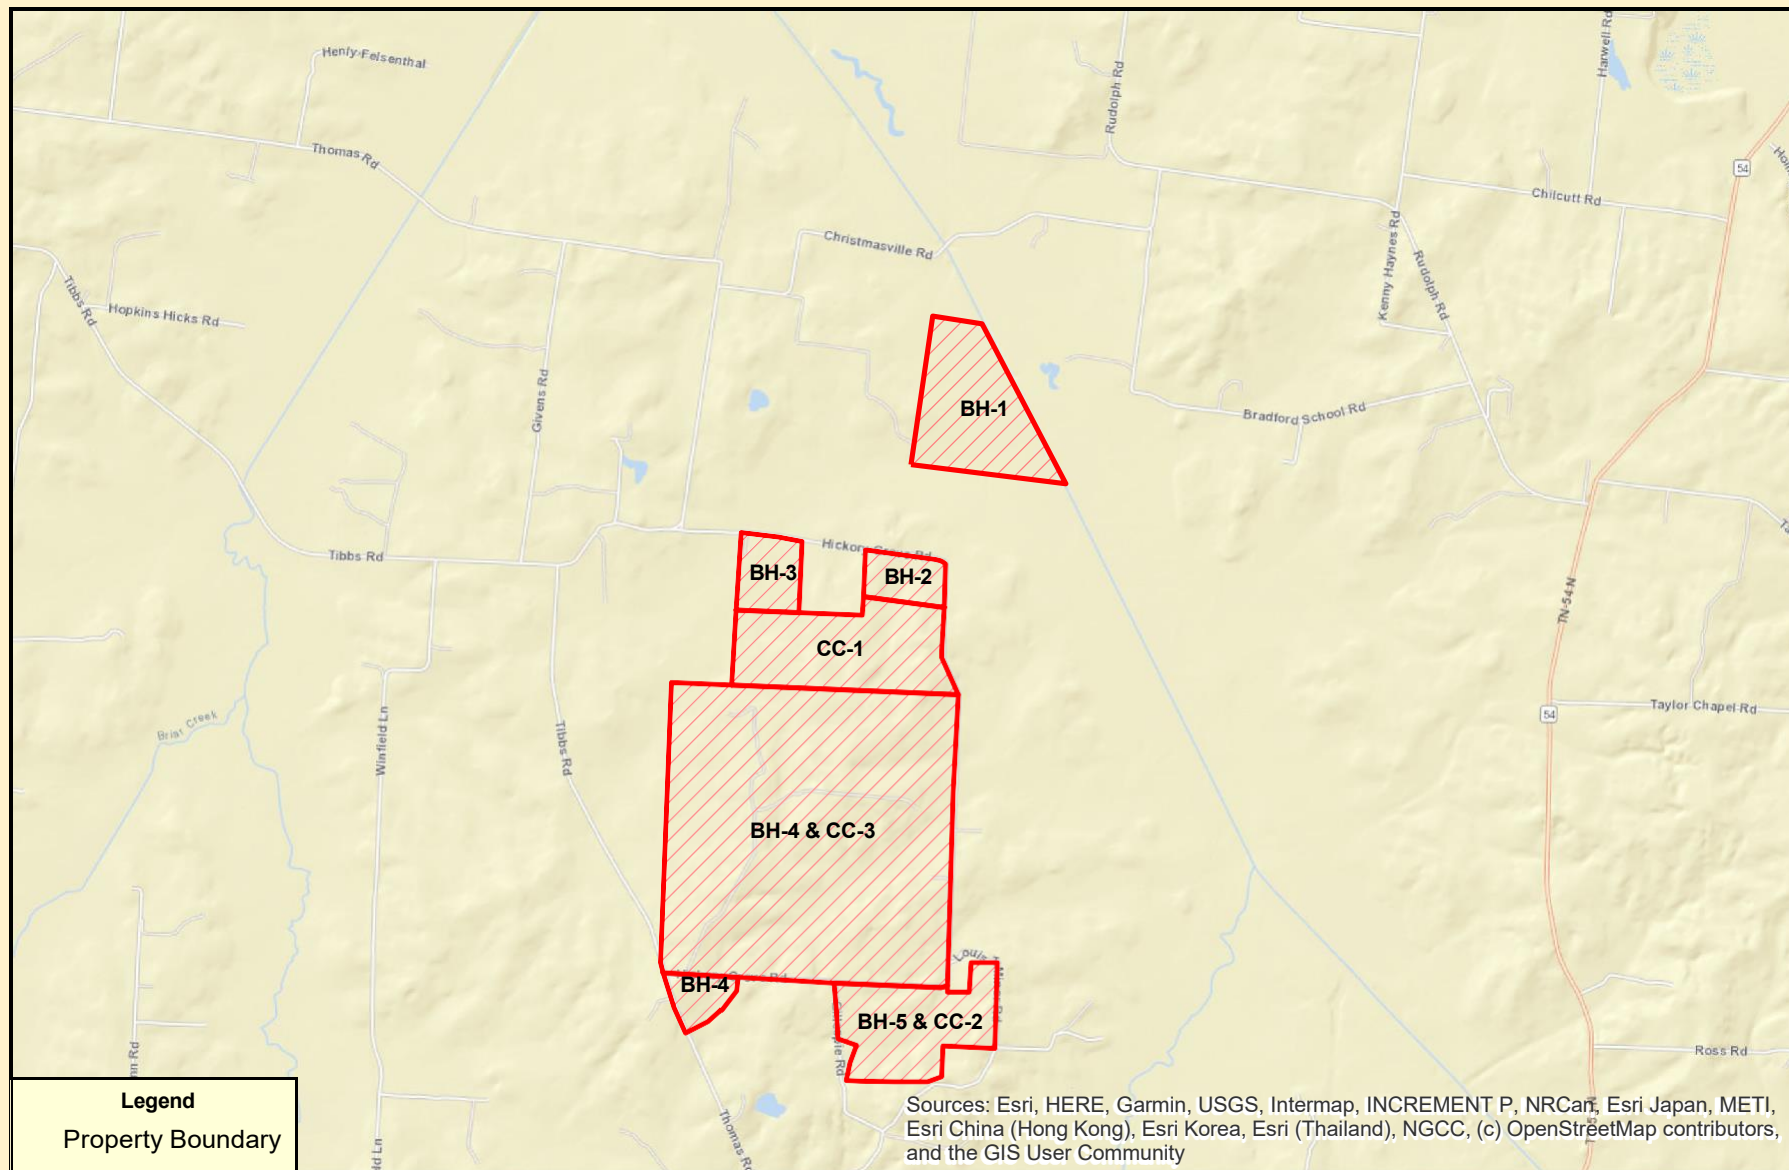 Henly-Felsenthal
Harwell Rd
Rudolph Rd
Thomas Rd
54
Chilcutt Rd
Christmasville Rd
Kenny Haynes Rd
Rudolph Rd
Tibbs Rd
Hopkins Hicks Rd
Givens Rd
BH-1
Bradford School Rd
Hickory Grove Rd
Tibbs Rd
BH-3
BH-2
TN-54 N
CC-1
Winfield Ln
Briar Creek
Tibbs Rd
54
Taylor Chapel Rd
BH-4 & CC-3
BH-4
BH-5 & CC-2
Ross Rd
Thomas Rd
Legend
Property Boundary
Sources: Esri, HERE, Garmin, USGS, Intermap, INCREMENT P, NRCan, Esri Japan, METI,
Esri China (Hong Kong), Esri Korea, Esri (Thailand), NGCC, (c) OpenStreetMap contributors,
and the GIS User Community